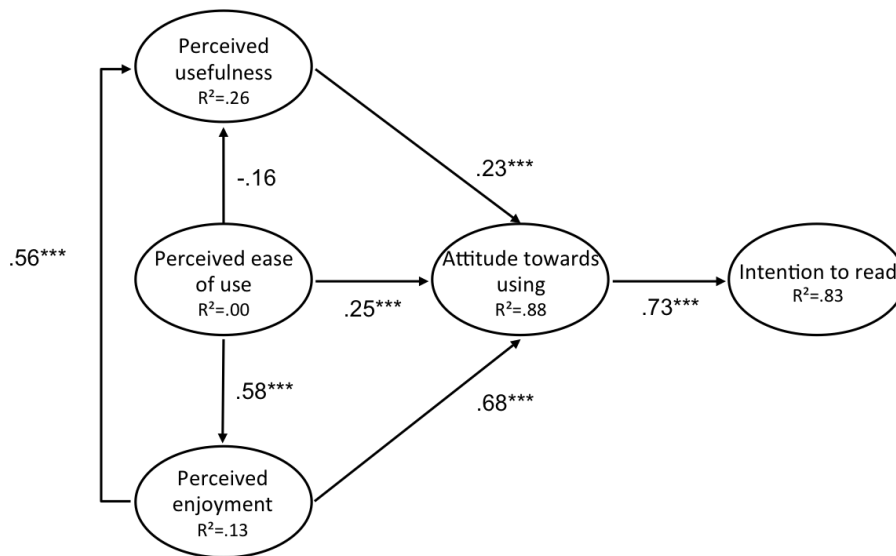 Perceived
usefulness
R²=.26
-.16
.23***
.56***
Perceived ease
of use
R²=.00
.25***
Attitude towards
using
R²=.88
.73***
Intention to read
R²=.83
.58***
.68***
Perceived
enjoyment
R²=.13